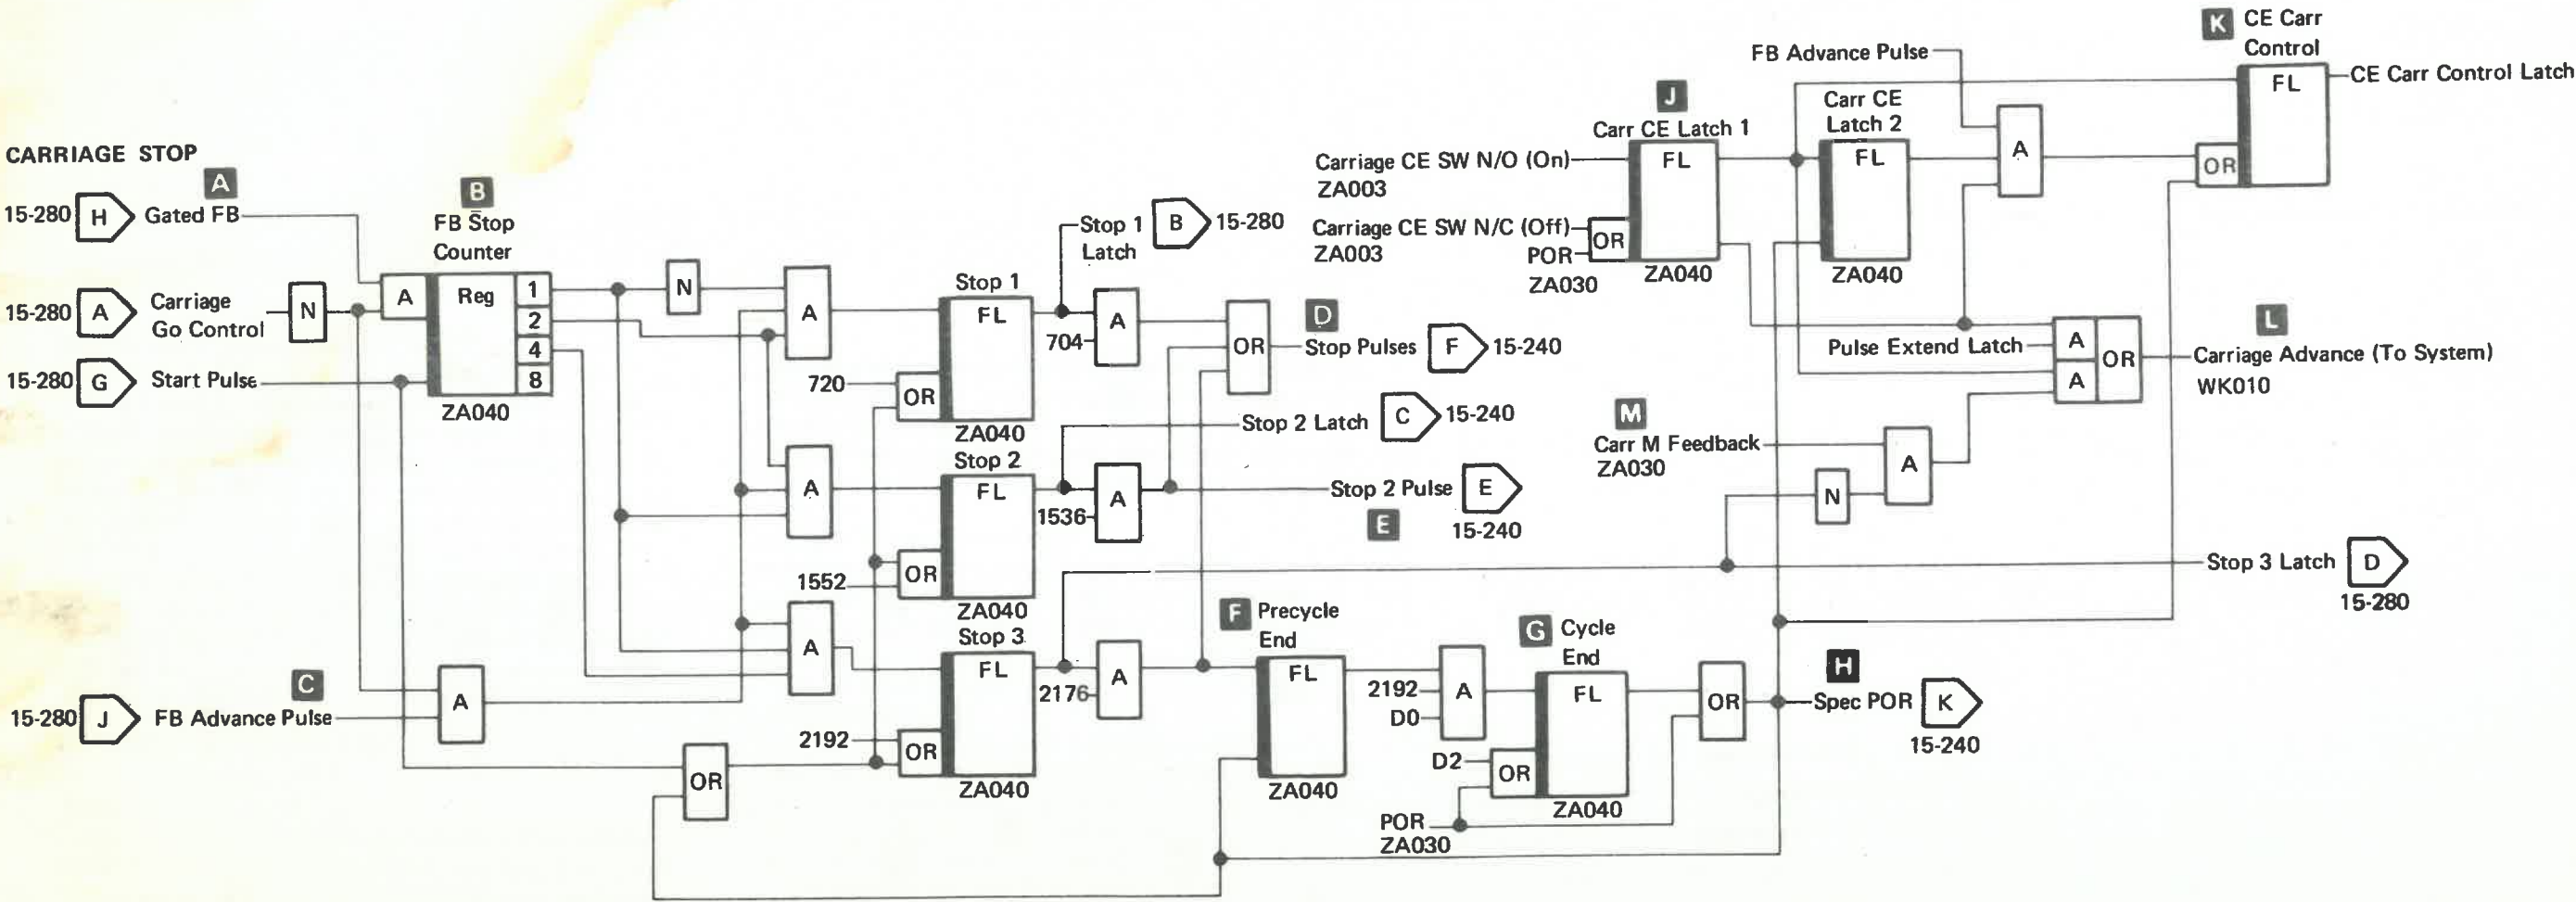 CARRIAGE STOP
A
15-280 H Gated FB
B
FB Stop
Counter
15-280 A Carriage
Go Control
N
A
Reg
1
2
4
8
ZA040
15-280 G Start Pulse
C
15-280 J FB Advance Pulse
A
OR
N
A
Stop 1
FL
720
OR
ZA040
Stop 1
Latch
B 15-280
704
A
OR
D
Stop Pulses F 15-240
A
Stop 2
FL
1552
OR
ZA040
Stop 2 Latch C 15-240
1536
A
Stop 2 Pulse E
E
15-240
A
Stop 3
FL
2192
OR
ZA040
2176
A
F Precycle
End
FL
ZA040
2192
D0
A
G Cycle
End
FL
D2
OR
ZA040
POR
ZA030
OR
H
Spec POR K
15-240
Stop 3 Latch D
15-280
J
Carr CE Latch 1
Carriage CE SW N/O (On)
ZA003
Carriage CE SW N/C (Off)
ZA003
POR
ZA030
OR
FL
ZA040
Carr CE
Latch 2
FL
ZA040
FB Advance Pulse
A
K CE Carr
Control
FL
OR
CE Carr Control Latch
Pulse Extend Latch
A
A
OR
L
Carriage Advance (To System)
WK010
M
Carr M Feedback
ZA030
N
A